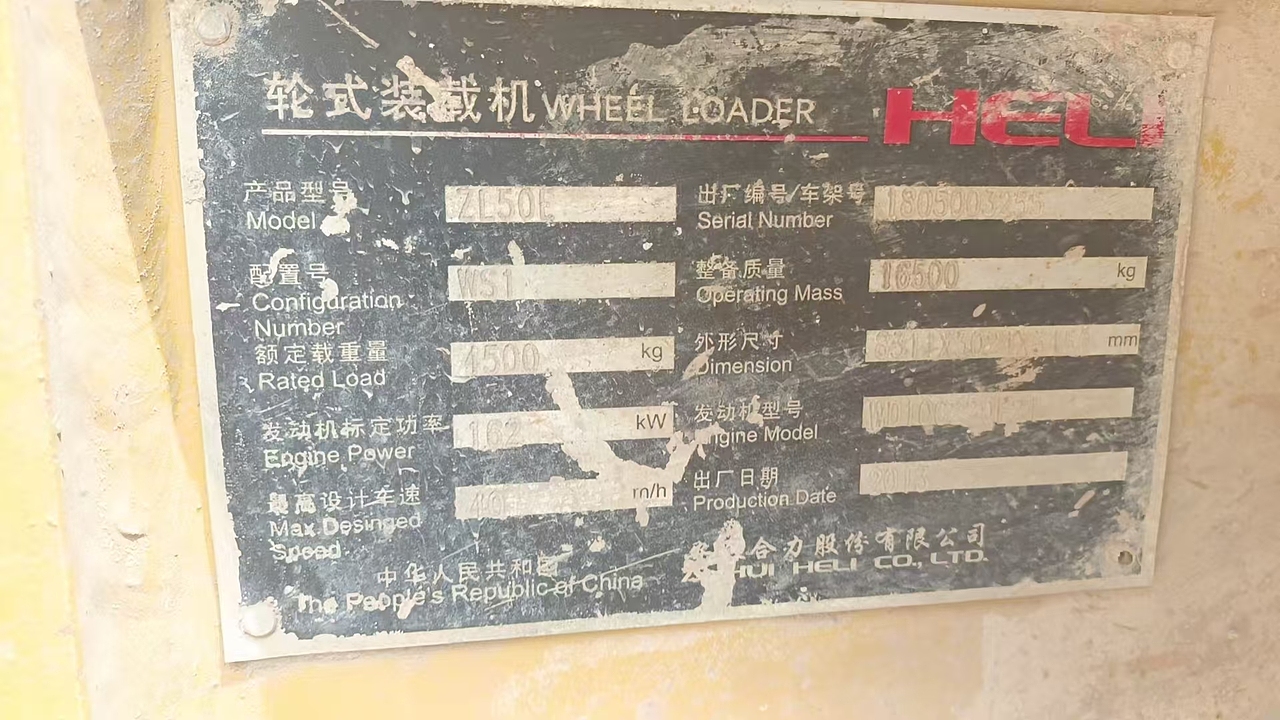 轮式装载机 WHEEL LOADER HELI
产品型号 ZL50E
Model
出厂编号/车架号
Serial Number
配置号 WS1
Configuration
Number
整备质量 16500 kg
Operating Mass
额定载重量 4500 kg
Rated Load
外形尺寸 mm
Dimension
发动机标定功率 162 kW
Engine Power
发动机型号
Engine Model
最高设计车速 m/h
Max Desinged
Speed
出厂日期 2013
Production Date
中华人民共和国
The People's Republic of China
合力股份有限公司
HUI HELI CO., LTD.